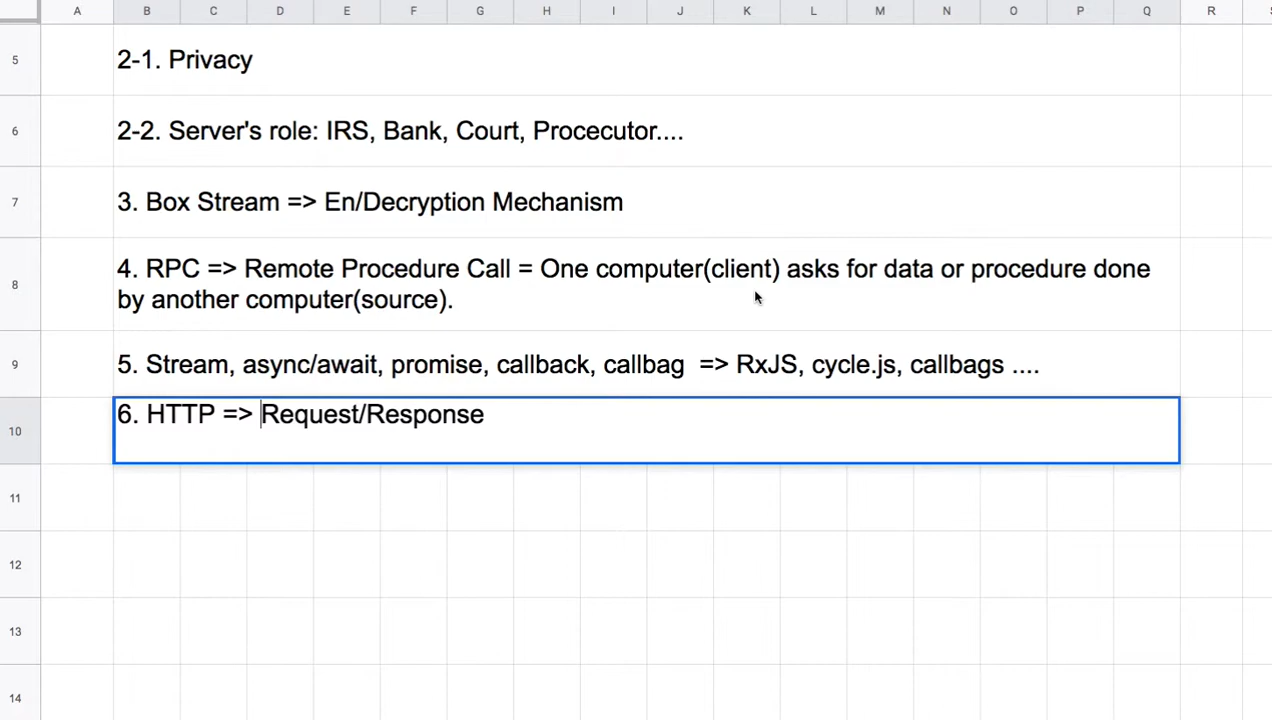 A B C D E F G H I J K L M N O P Q R
5 2-1. Privacy
6 2-2. Server's role: IRS, Bank, Court, Procecutor....
7 3. Box Stream => En/Decryption Mechanism
8 4. RPC => Remote Procedure Call = One computer(client) asks for data or procedure done
by another computer(source).
9 5. Stream, async/await, promise, callback, callbag => RxJS, cycle.js, callbags ....
10 6. HTTP => Request/Response
11
12
13
14